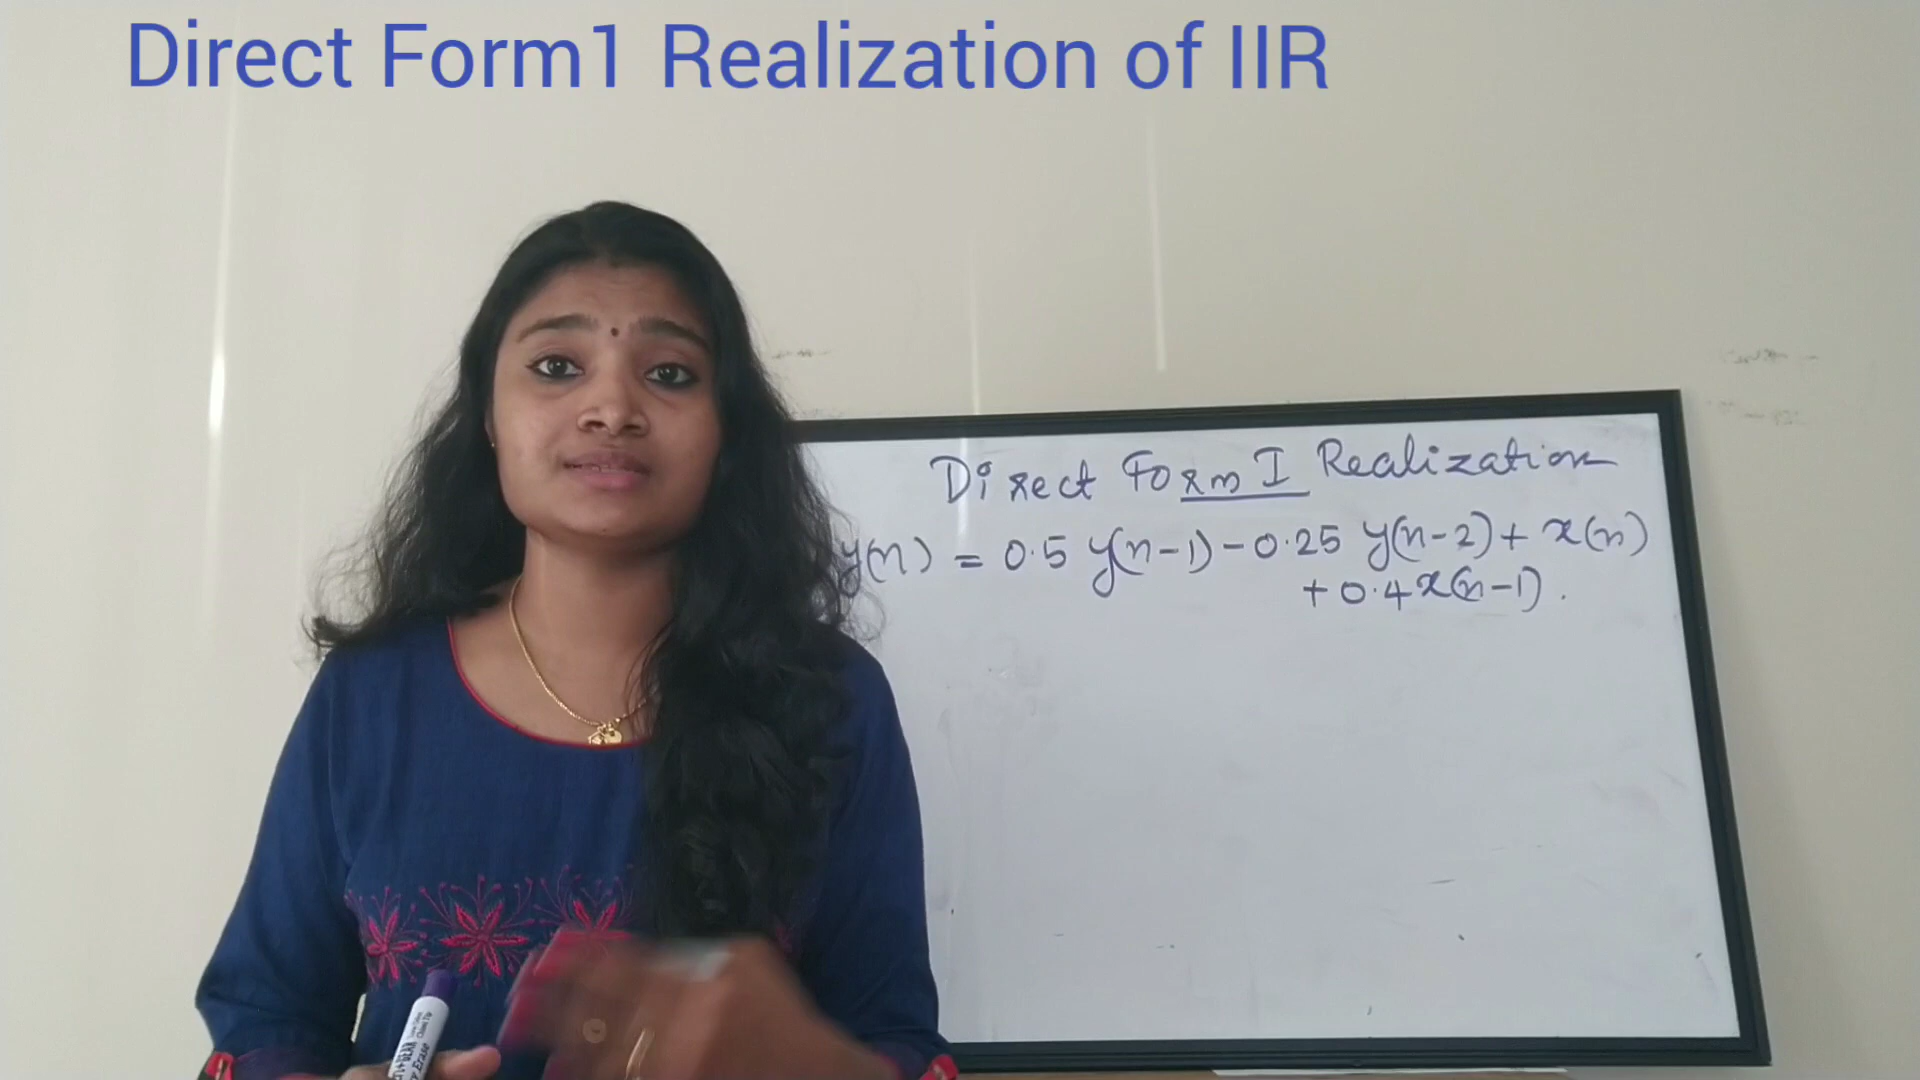 Direct Form1 Realization of IIR
Direct Form I Realization
y(n) = 0.5 y(n-1) - 0.25 y(n-2) + x(n)
+ 0.4 x(n-1).